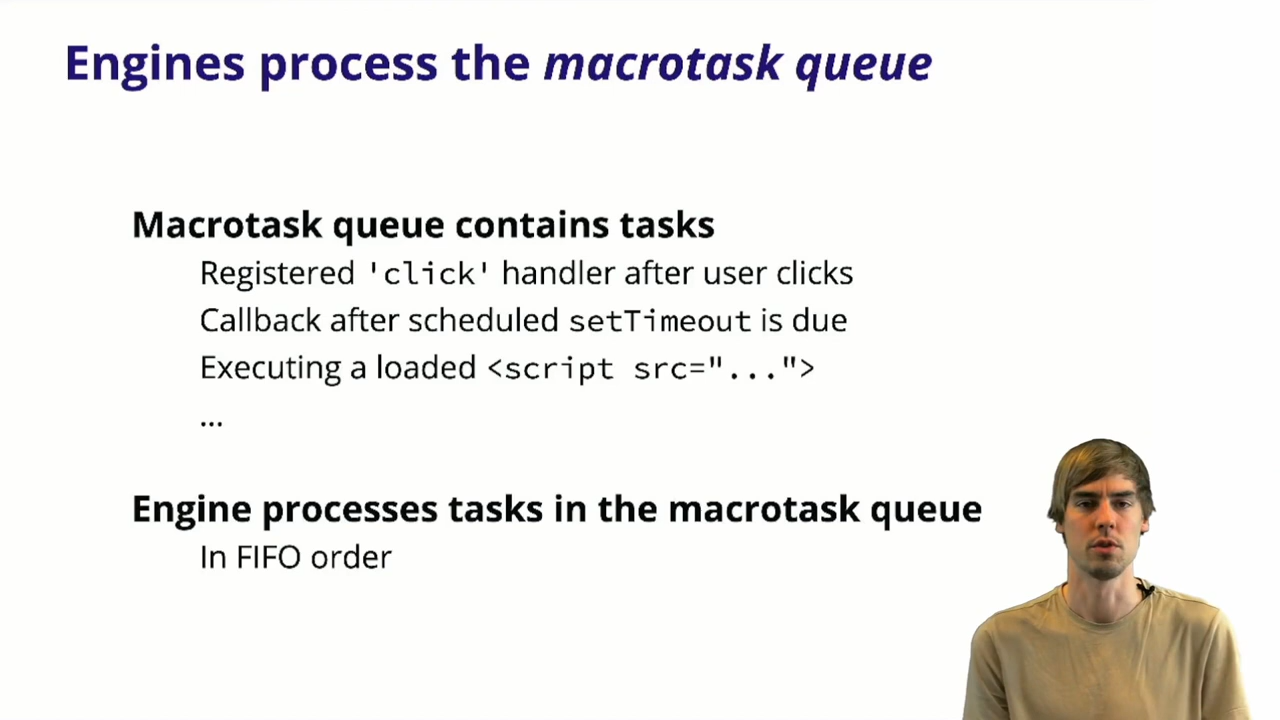 Engines process the macrotask queue
Macrotask queue contains tasks
Registered 'click' handler after user clicks
Callback after scheduled setTimeout is due
Executing a loaded <script src="...">
...
Engine processes tasks in the macrotask queue
In FIFO order